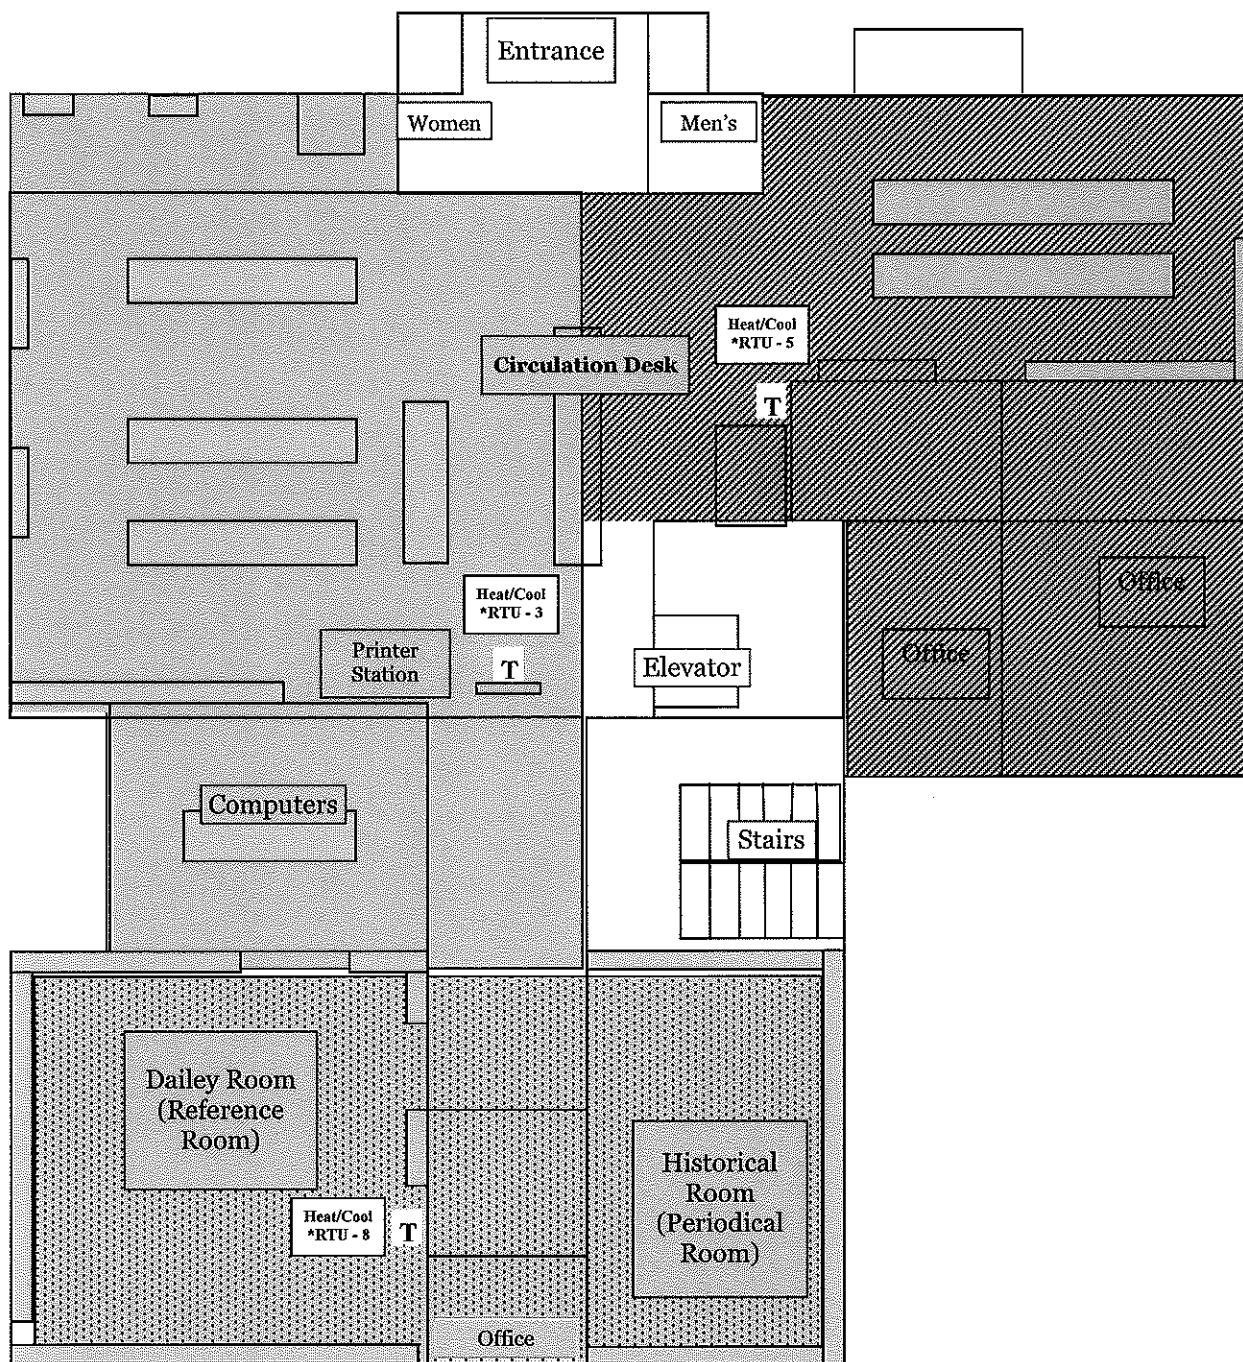 Entrance
Women
Men's
Heat/Cool
*RTU - 5
Circulation Desk
T
Heat/Cool
*RTU - 3
Printer
Station
T
Elevator
Office
Office
Computers
Stairs
Dailey Room
(Reference
Room)
Historical
Room
(Periodical
Room)
Heat/Cool
*RTU - 8
T
Office